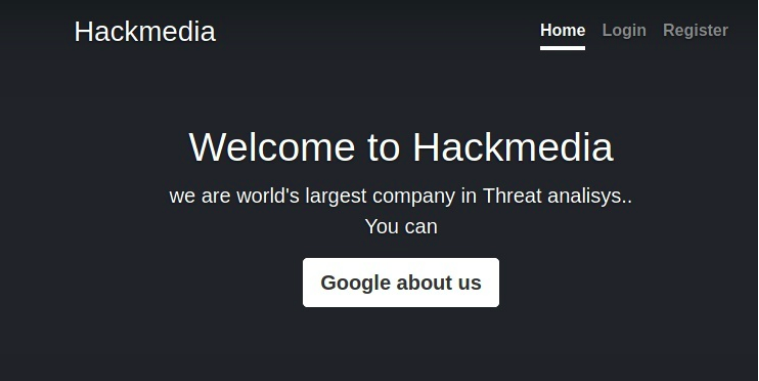 Hackmedia
Home Login Register
Welcome to Hackmedia
we are world's largest company in Threat analisys..
You can
Google about us